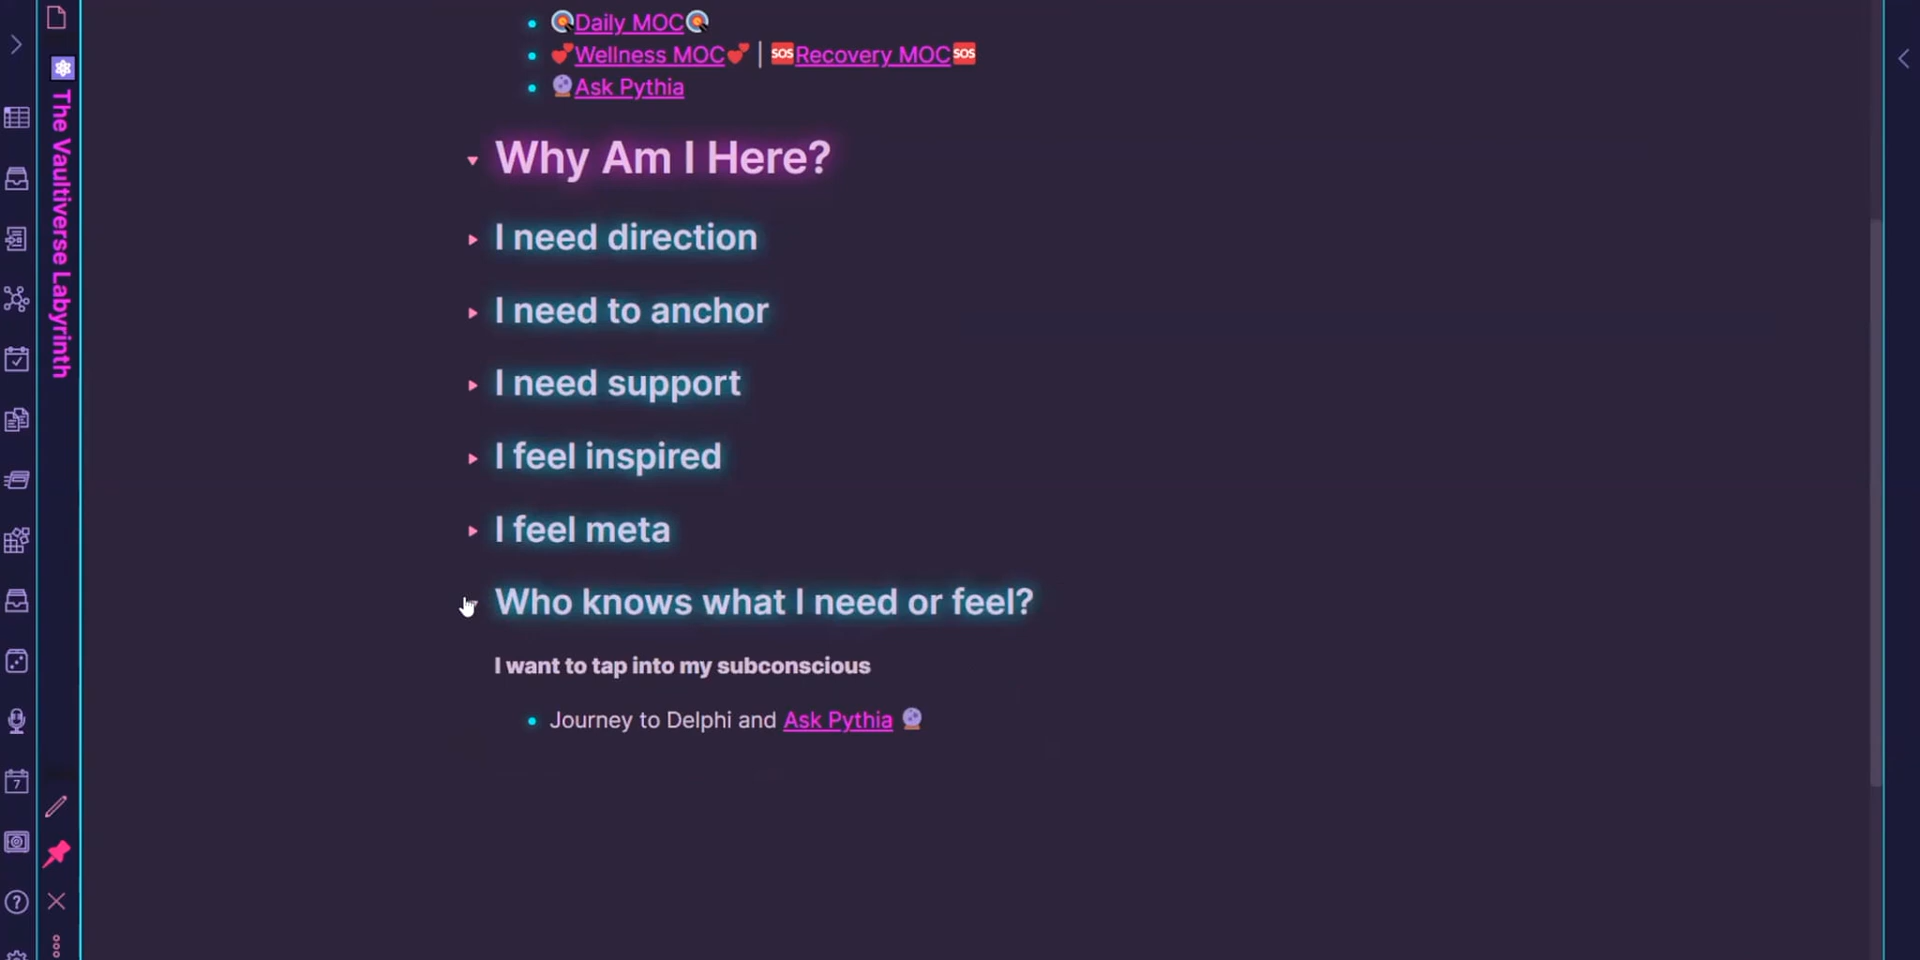 The Vaultiverse Labyrinth
🎯Daily MOC🎯
💕Wellness MOC💕 | 🆘Recovery MOC🆘
🔮Ask Pythia
Why Am I Here?
I need direction
I need to anchor
I need support
I feel inspired
I feel meta
Who knows what I need or feel?
I want to tap into my subconscious
Journey to Delphi and Ask Pythia 🔮
7